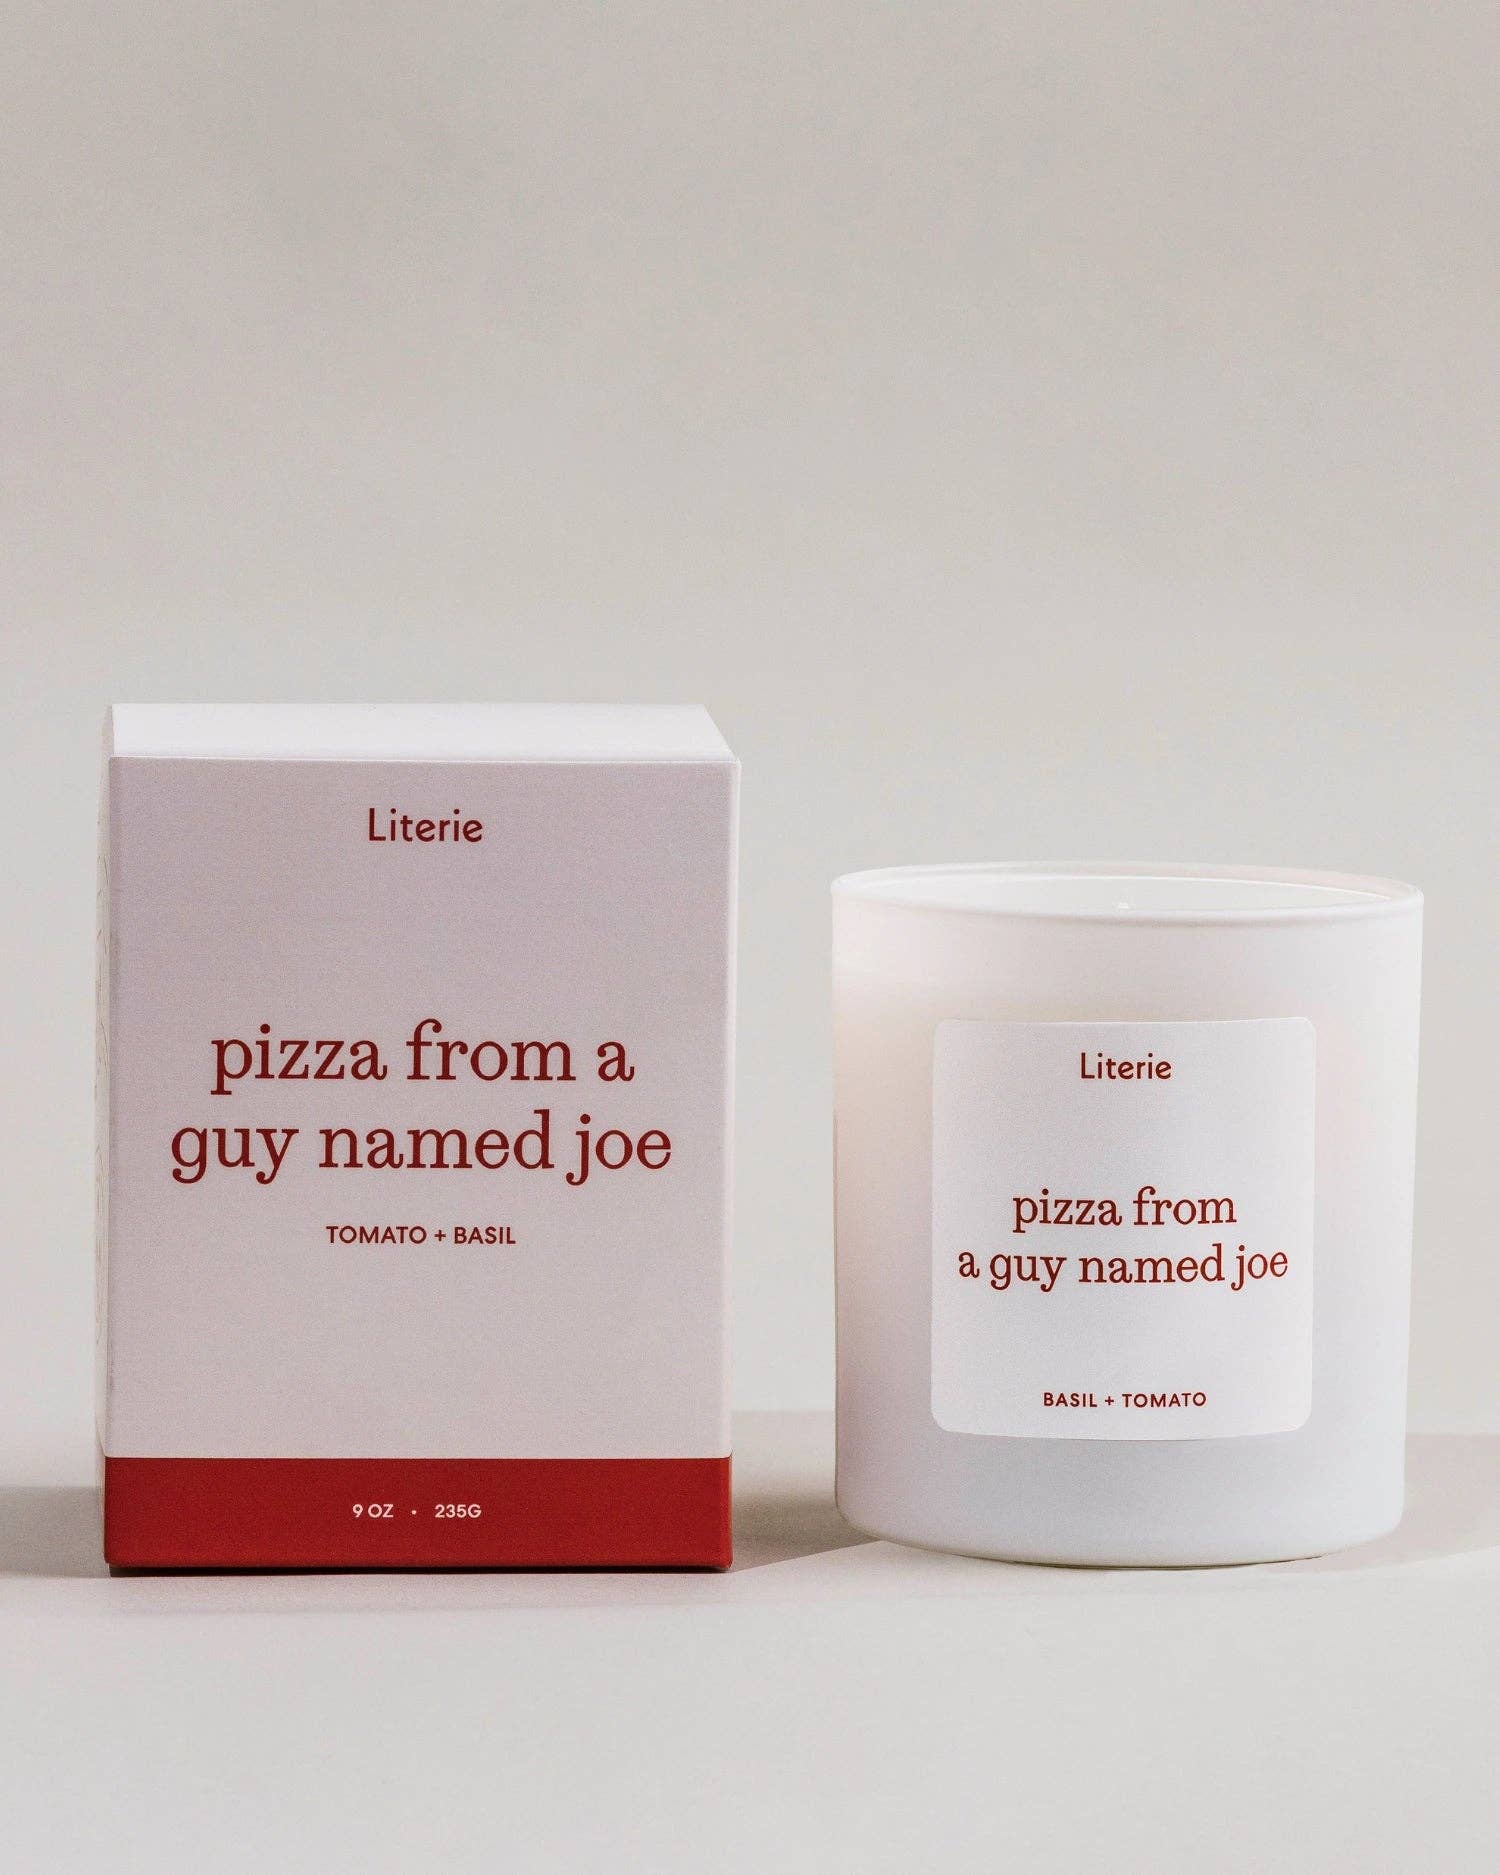 Literie
pizza from a
guy named joe
TOMATO + BASIL
9 OZ · 235G
Literie
pizza from
a guy named joe
BASIL + TOMATO